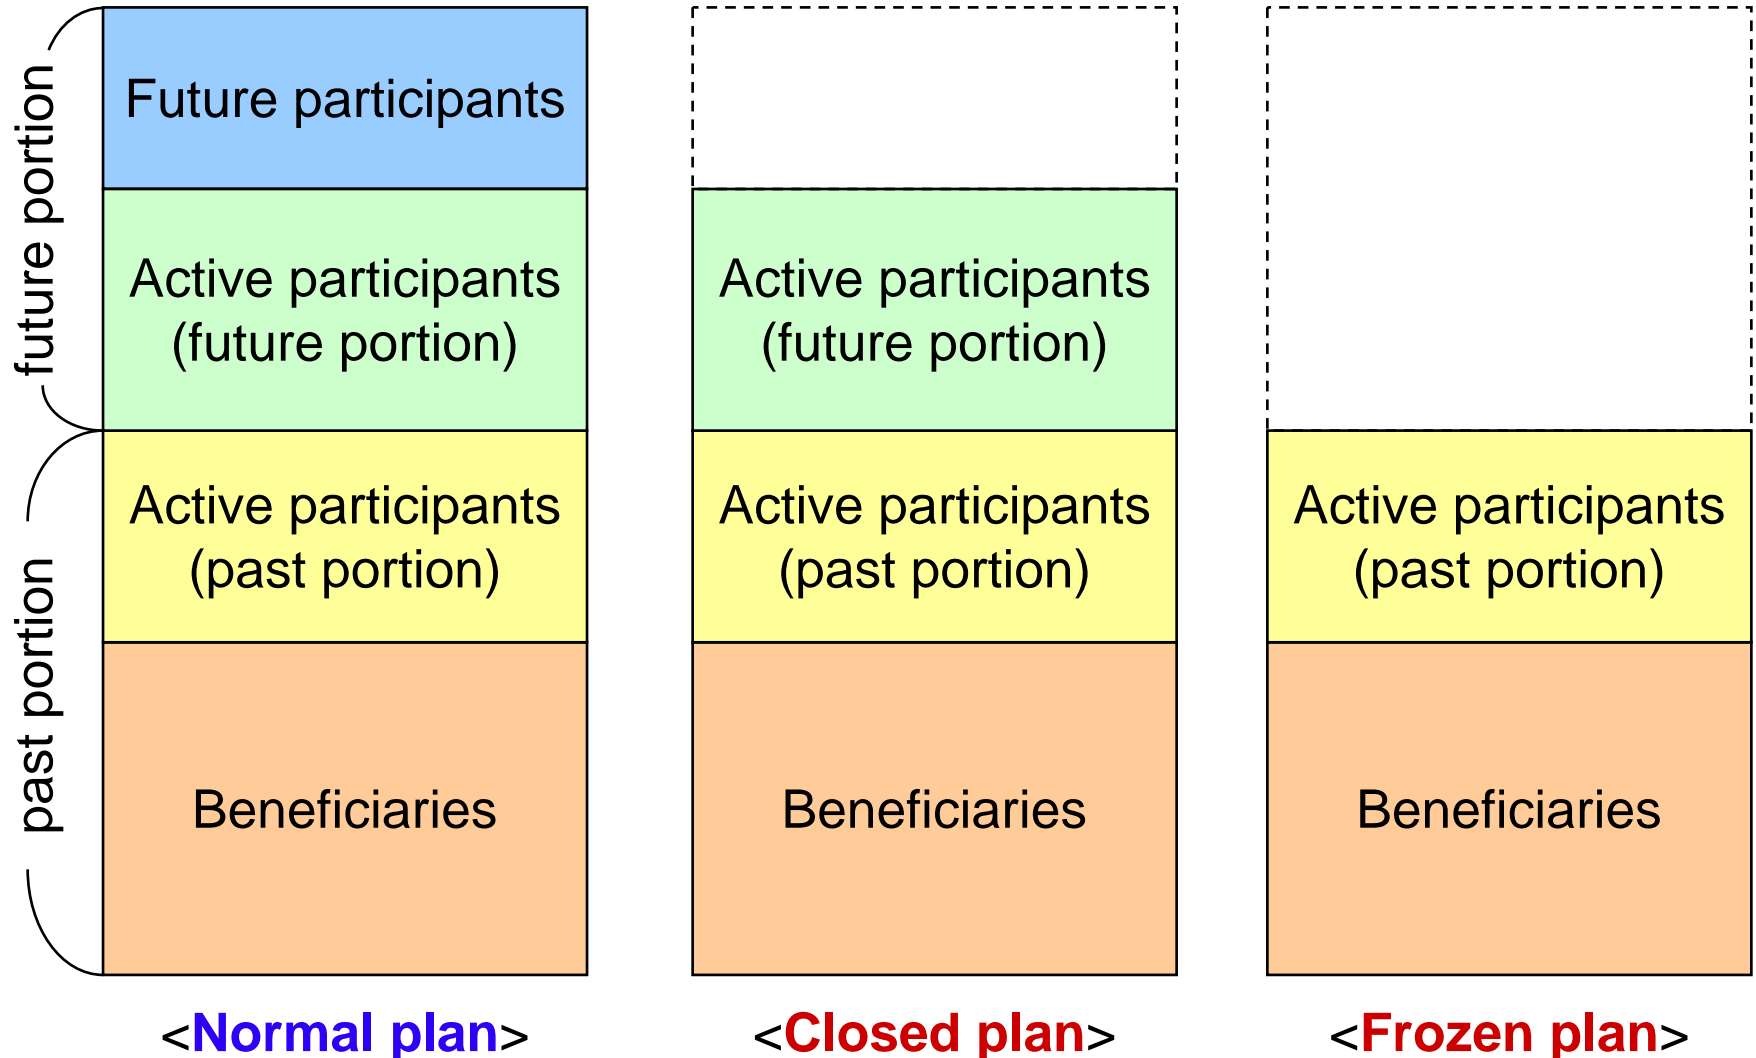 future portion
past portion
Future participants
Active participants
(future portion)
Active participants
(past portion)
Beneficiaries
<Normal plan>
Active participants
(future portion)
Active participants
(past portion)
Beneficiaries
<Closed plan>
Active participants
(past portion)
Beneficiaries
<Frozen plan>